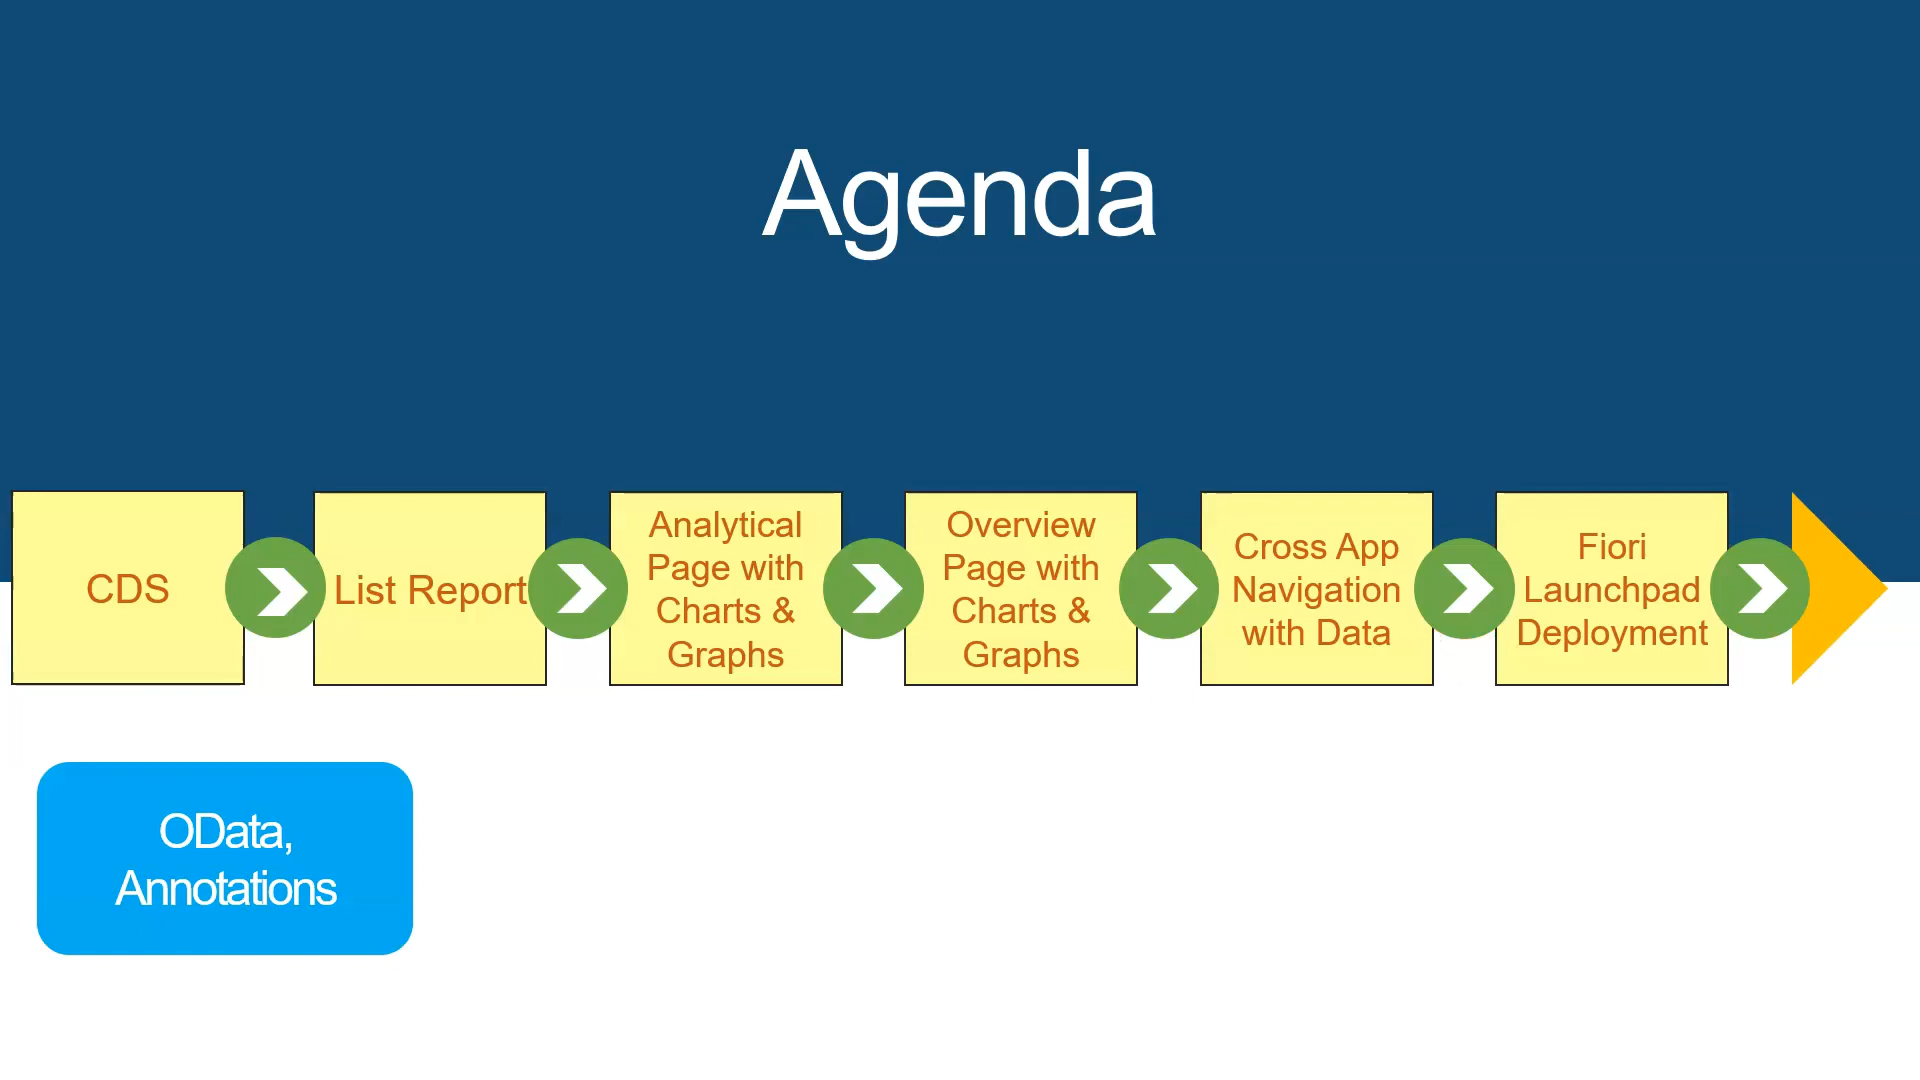 Agenda
CDS
List Report
Analytical
Page with
Charts &
Graphs
Overview
Page with
Charts &
Graphs
Cross App
Navigation
with Data
Fiori
Launchpad
Deployment
OData,
Annotations